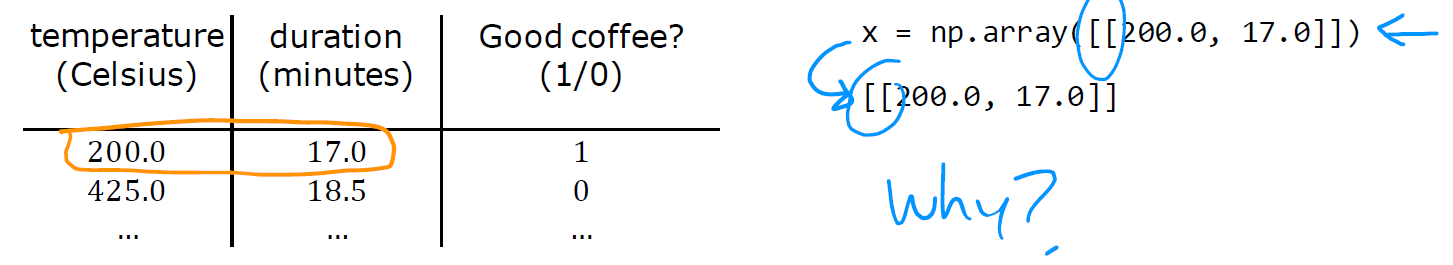 temperature duration Good coffee?
(Celsius) (minutes) (1/0)
200.0 17.0 1
425.0 18.5 0
... ... ...
x = np.array([[200.0, 17.0]])
[[200.0, 17.0]]
Why?